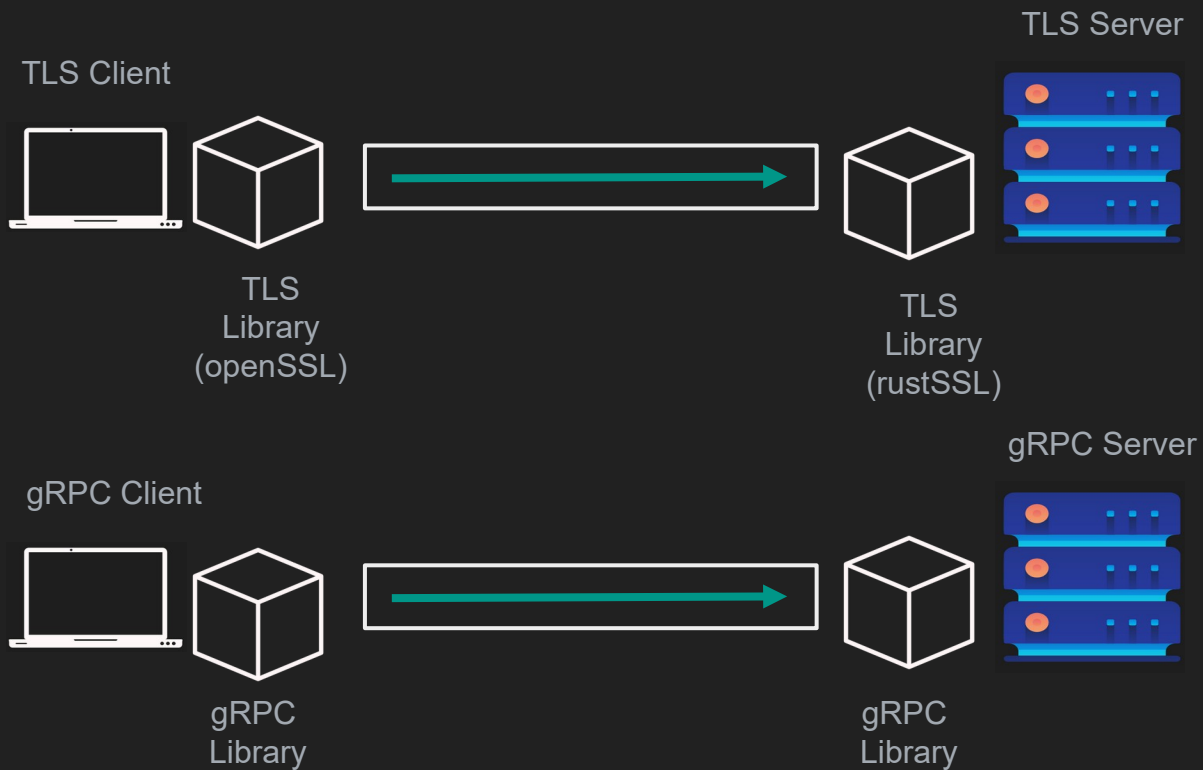 TLS Server
TLS Client
TLS
Library
(openSSL)
TLS
Library
(rustSSL)
gRPC Server
gRPC Client
gRPC
Library
gRPC
Library